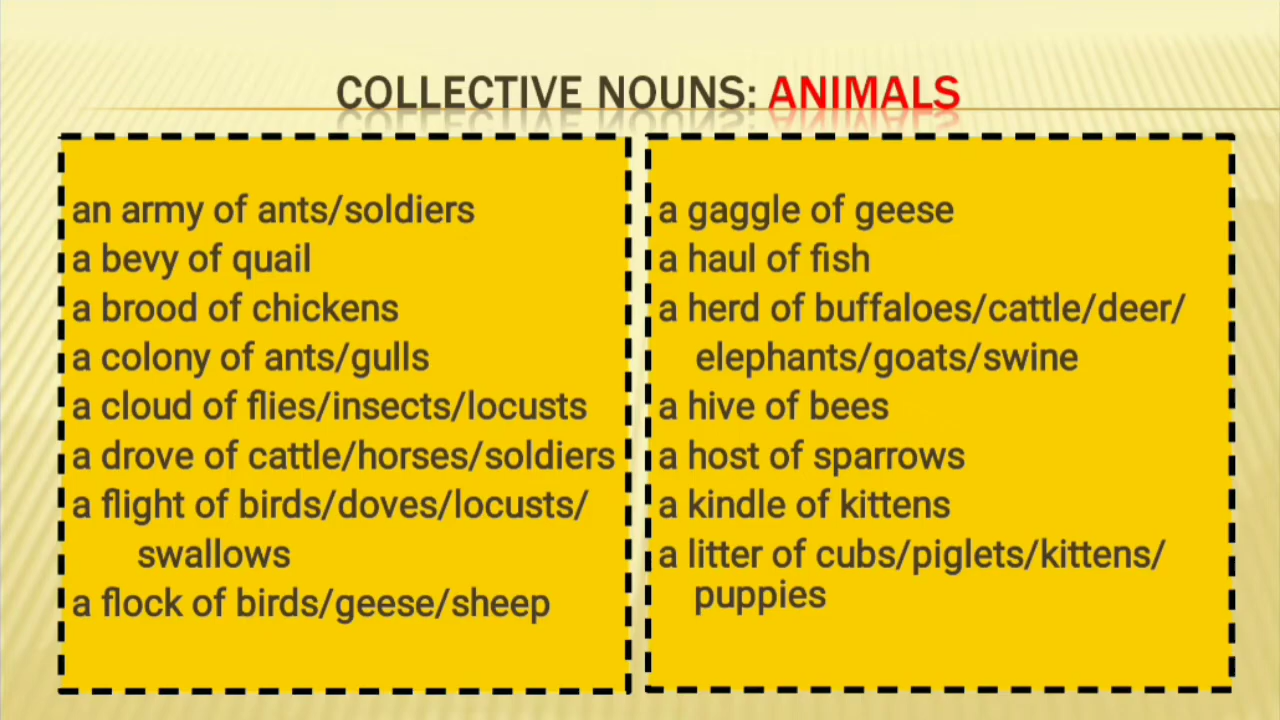 COLLECTIVE NOUNS: ANIMALS
an army of ants/soldiers
a bevy of quail
a brood of chickens
a colony of ants/gulls
a cloud of flies/insects/locusts
a drove of cattle/horses/soldiers
a flight of birds/doves/locusts/
swallows
a flock of birds/geese/sheep
a gaggle of geese
a haul of fish
a herd of buffaloes/cattle/deer/
elephants/goats/swine
a hive of bees
a host of sparrows
a kindle of kittens
a litter of cubs/piglets/kittens/
puppies